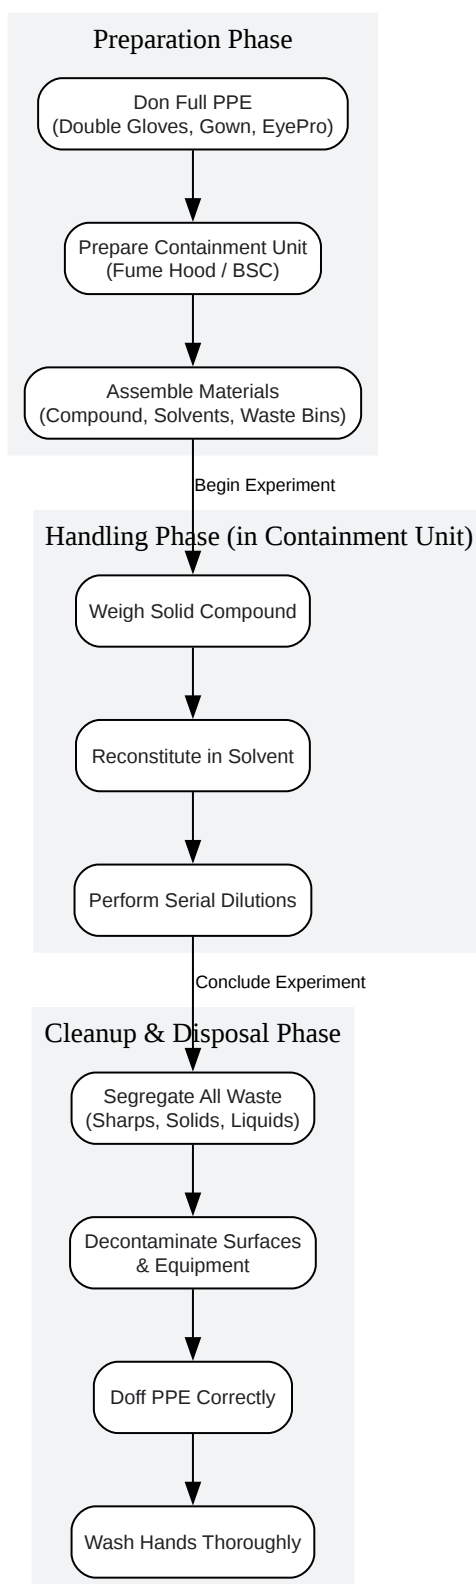 Preparation Phase
Don Full PPE
(Double Gloves, Gown, EyePro)
Prepare Containment Unit
(Fume Hood / BSC)
Assemble Materials
(Compound, Solvents, Waste Bins)
Begin Experiment
Handling Phase (in Containment Unit)
Weigh Solid Compound
Reconstitute in Solvent
Perform Serial Dilutions
Conclude Experiment
Cleanup & Disposal Phase
Segregate All Waste
(Sharps, Solids, Liquids)
Decontaminate Surfaces
& Equipment
Doff PPE Correctly
Wash Hands Thoroughly